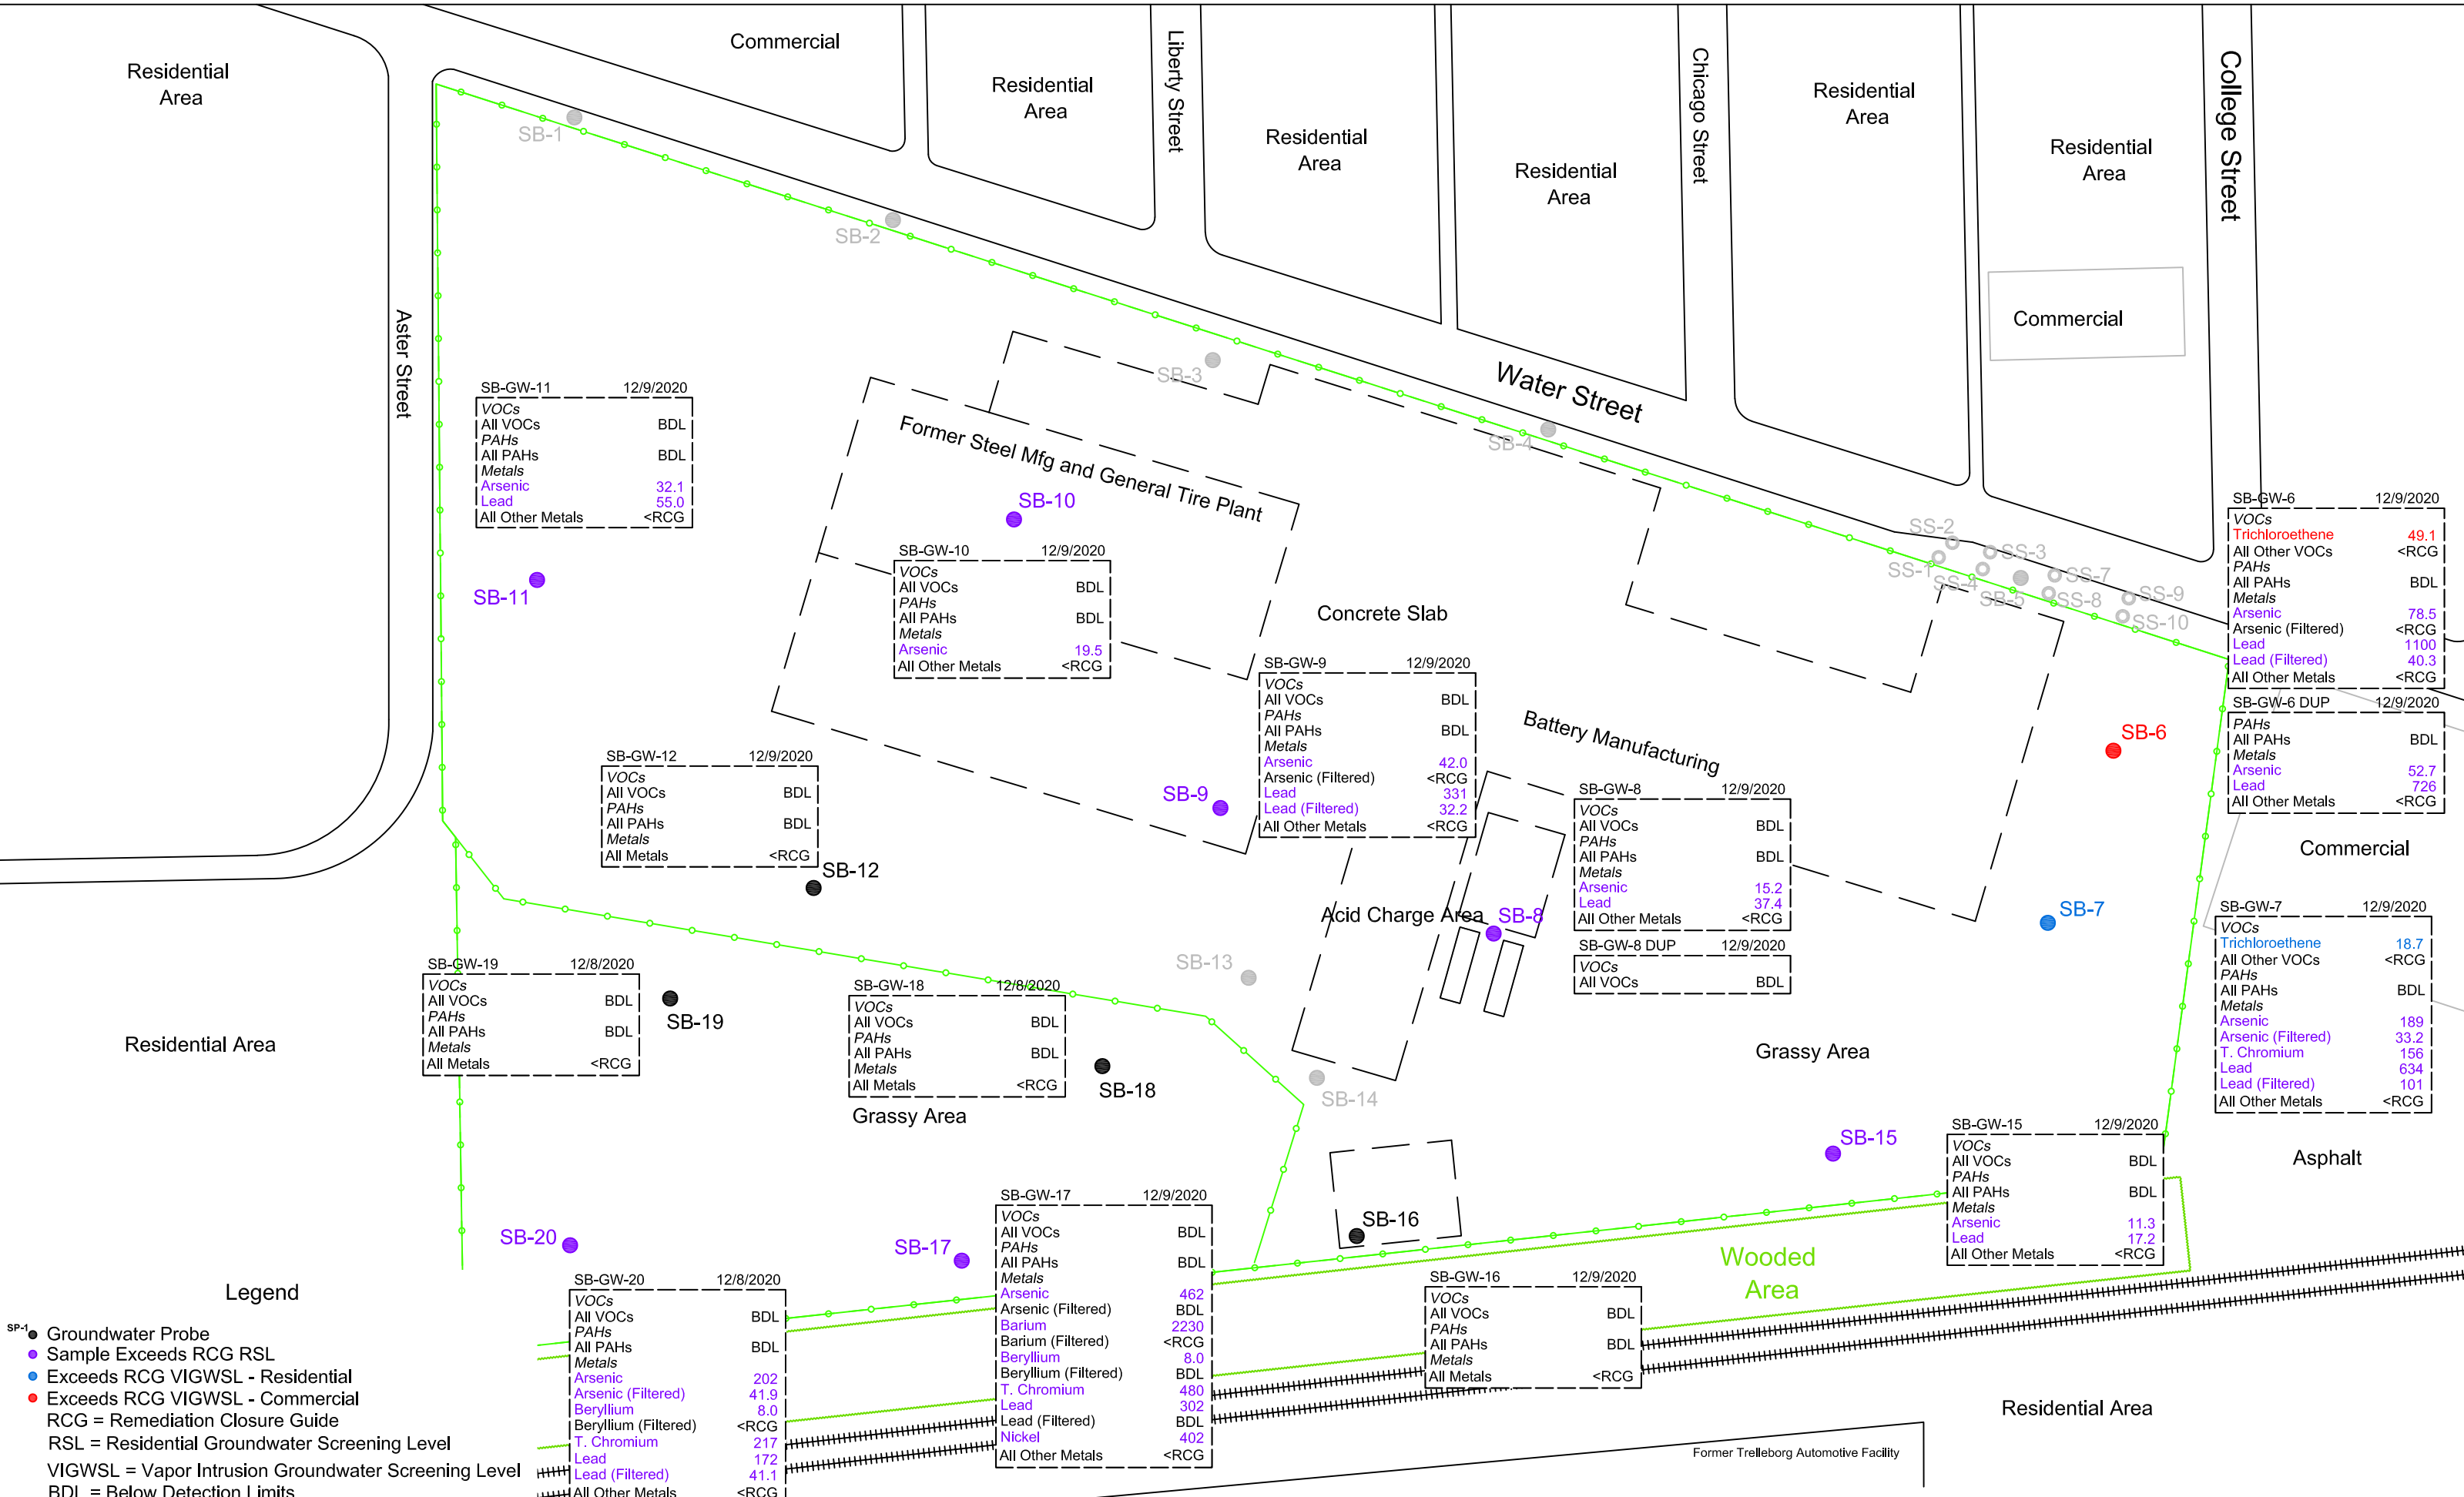 Residential
Area
Commercial
Residential
Area
Liberty Street
Residential
Area
Residential
Area
Chicago Street
Residential
Area
Residential
Area
College Street
Commercial
Aster Street
Water Street
SB-1
SB-2
SB-3
SB-4
SS-2
SS-3
SS-1
SS-4
SB-5
SS-7
SS-8
SS-9
SS-10
SB-GW-11 12/9/2020
VOCs
All VOCs BDL
PAHs
All PAHs BDL
Metals
Arsenic 32.1
Lead 55.0
All Other Metals <RCG
SB-11
Former Steel Mfg and General Tire Plant
SB-10
SB-GW-10 12/9/2020
VOCs
All VOCs BDL
PAHs
All PAHs BDL
Metals
Arsenic 19.5
All Other Metals <RCG
Concrete Slab
SB-GW-9 12/9/2020
VOCs
All VOCs BDL
PAHs
All PAHs BDL
Metals
Arsenic 42.0
Arsenic (Filtered) <RCG
Lead 331
Lead (Filtered) 32.2
All Other Metals <RCG
SB-9
Battery Manufacturing
SB-GW-6 12/9/2020
VOCs
Trichloroethene 49.1
All Other VOCs <RCG
PAHs
All PAHs BDL
Metals
Arsenic 78.5
Arsenic (Filtered) <RCG
Lead 1100
Lead (Filtered) 40.3
All Other Metals <RCG
SB-GW-6 DUP 12/9/2020
PAHs
All PAHs BDL
Metals
Arsenic 52.7
Lead 726
All Other Metals <RCG
SB-6
Commercial
SB-GW-12 12/9/2020
VOCs
All VOCs BDL
PAHs
All PAHs BDL
Metals
All Metals <RCG
SB-12
SB-GW-8 12/9/2020
VOCs
All VOCs BDL
PAHs
All PAHs BDL
Metals
Arsenic 15.2
Lead 37.4
All Other Metals <RCG
SB-GW-8 DUP 12/9/2020
VOCs
All VOCs BDL
Acid Charge Area
SB-8
SB-7
SB-GW-7 12/9/2020
VOCs
Trichloroethene 18.7
All Other VOCs <RCG
PAHs
All PAHs BDL
Metals
Arsenic 189
Arsenic (Filtered) 33.2
T. Chromium 156
Lead 634
Lead (Filtered) 101
All Other Metals <RCG
SB-13
SB-14
SB-GW-19 12/8/2020
VOCs
All VOCs BDL
PAHs
All PAHs BDL
Metals
All Metals <RCG
SB-19
SB-GW-18 12/8/2020
VOCs
All VOCs BDL
PAHs
All PAHs BDL
Metals
All Metals <RCG
SB-18
Grassy Area
Residential Area
Grassy Area
SB-15
SB-GW-15 12/9/2020
VOCs
All VOCs BDL
PAHs
All PAHs BDL
Metals
Arsenic 11.3
Lead 17.2
All Other Metals <RCG
Asphalt
SB-20
SB-17
SB-16
SB-GW-17 12/9/2020
VOCs
All VOCs BDL
PAHs
All PAHs BDL
Metals
Arsenic 462
Arsenic (Filtered) BDL
Barium 2230
Barium (Filtered) <RCG
Beryllium 8.0
Beryllium (Filtered) BDL
T. Chromium 480
Lead 302
Lead (Filtered) BDL
Nickel 402
All Other Metals <RCG
SB-GW-20 12/8/2020
VOCs
All VOCs BDL
PAHs
All PAHs BDL
Metals
Arsenic 202
Arsenic (Filtered) 41.9
Beryllium 8.0
Beryllium (Filtered) <RCG
T. Chromium 217
Lead 172
Lead (Filtered) 41.1
All Other Metals <RCG
SB-GW-16 12/9/2020
VOCs
All VOCs BDL
PAHs
All PAHs BDL
Metals
All Metals <RCG
Wooded
Area
Residential Area
Former Trelleborg Automotive Facility
Legend
SP-1 Groundwater Probe
Sample Exceeds RCG RSL
Exceeds RCG VIGWSL - Residential
Exceeds RCG VIGWSL - Commercial
RCG = Remediation Closure Guide
RSL = Residential Groundwater Screening Level
VIGWSL = Vapor Intrusion Groundwater Screening Level
BDL = Below Detection Limits